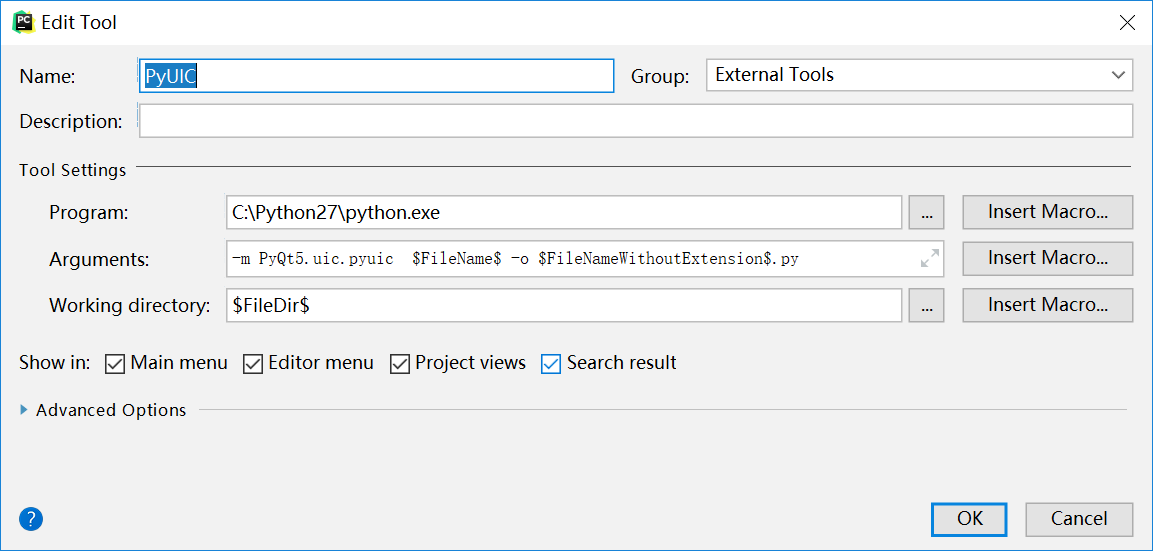 PC Edit Tool
Name: PyUIC Group: External Tools
Description:
Tool Settings
Program: C:\Python27\python.exe ... Insert Macro...
Arguments: -m PyQt5.uic.pyuic  $FileName$ -o $FileNameWithoutExtension$.py Insert Macro...
Working directory: $FileDir$ ... Insert Macro...
Show in: Main menu Editor menu Project views Search result
Advanced Options
? OK Cancel